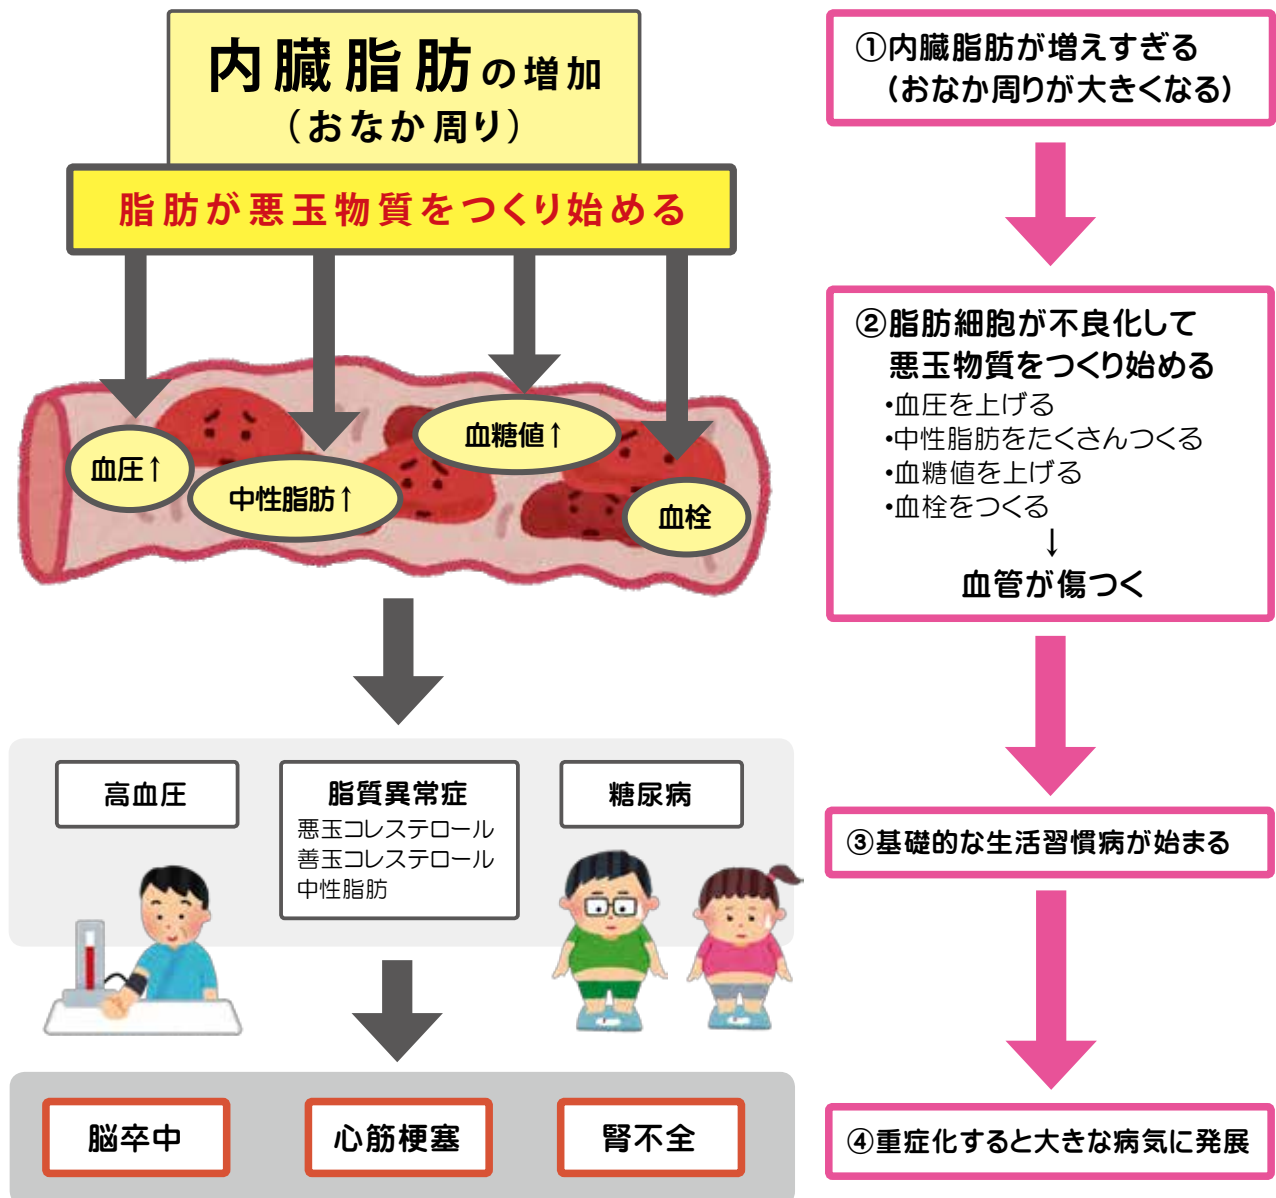 内臓脂肪の増加
（おなか周り）
脂肪が悪玉物質をつくり始める
血圧↑
中性脂肪↑
血糖値↑
血栓
高血圧
脂質異常症
悪玉コレステロール
善玉コレステロール
中性脂肪
糖尿病
脳卒中
心筋梗塞
腎不全
①内臓脂肪が増えすぎる
（おなか周りが大きくなる）
②脂肪細胞が不良化して
悪玉物質をつくり始める
•血圧を上げる
•中性脂肪をたくさんつくる
•血糖値を上げる
•血栓をつくる
↓
血管が傷つく
③基礎的な生活習慣病が始まる
④重症化すると大きな病気に発展